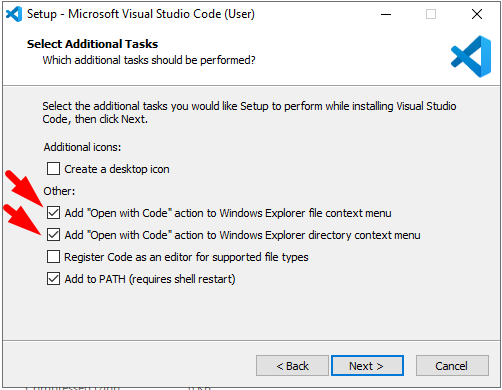 Setup - Microsoft Visual Studio Code (User)
Select Additional Tasks
Which additional tasks should be performed?
Select the additional tasks you would like Setup to perform while installing Visual Studio
Code, then click Next.
Additional icons:
Create a desktop icon
Other:
Add "Open with Code" action to Windows Explorer file context menu
Add "Open with Code" action to Windows Explorer directory context menu
Register Code as an editor for supported file types
Add to PATH (requires shell restart)
< Back
Next >
Cancel